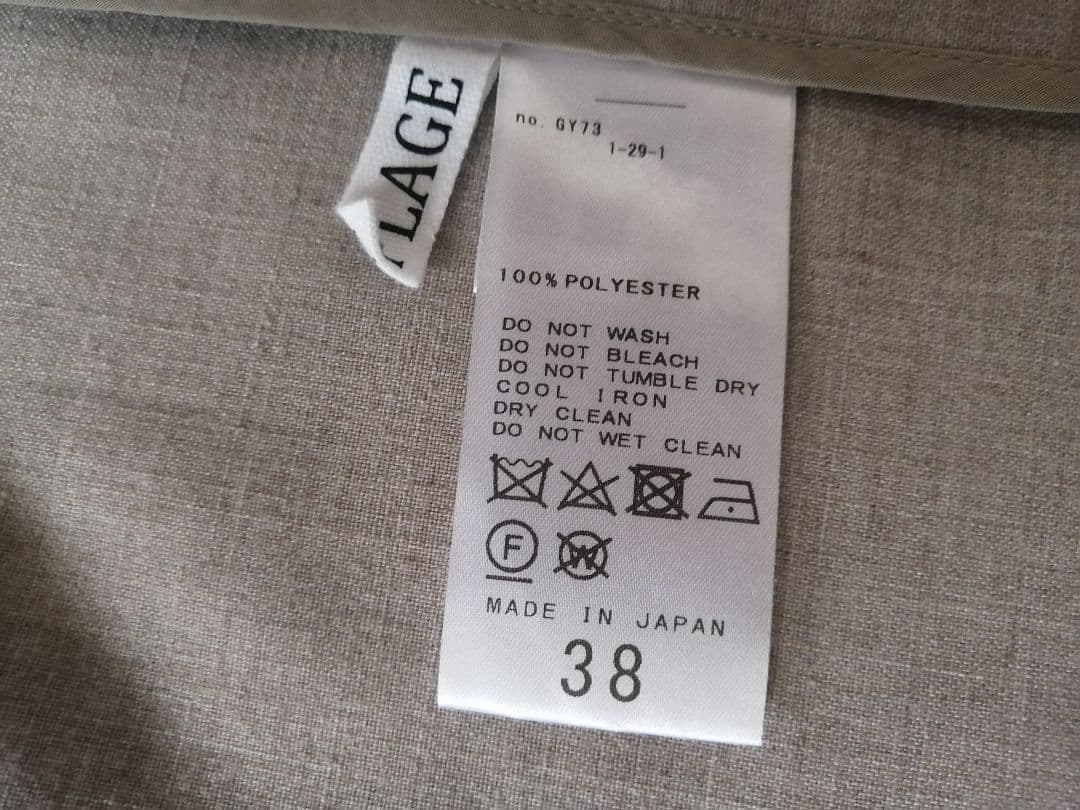 LAGE
no. GY73
1-29-1
100% POLYESTER
DO NOT WASH
DO NOT BLEACH
DO NOT TUMBLE DRY
COOL IRON
DRY CLEAN
DO NOT WET CLEAN
F W
MADE IN JAPAN
38